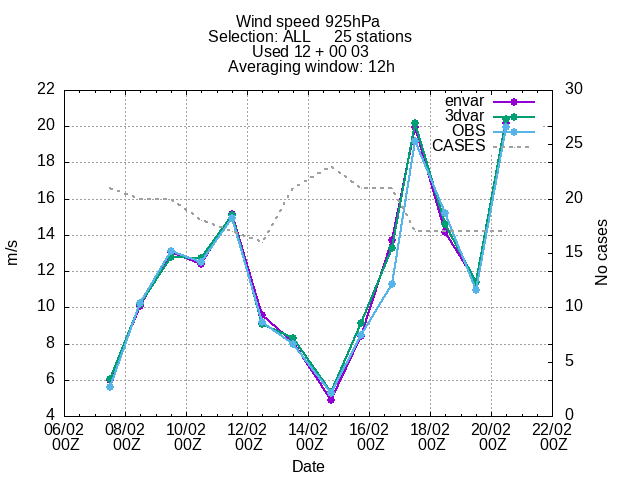 Wind speed 925hPa
Selection: ALL 25 stations
Used 12 + 00 03
Averaging window: 12h
22
20
18
16
14
12
10
8
6
4
30
25
20
15
10
5
0
envar
3dvar
OBS
CASES
m/s
No cases
06/02 08/02 10/02 12/02 14/02 16/02 18/02 20/02 22/02
00Z 00Z 00Z 00Z 00Z 00Z 00Z 00Z 00Z
Date